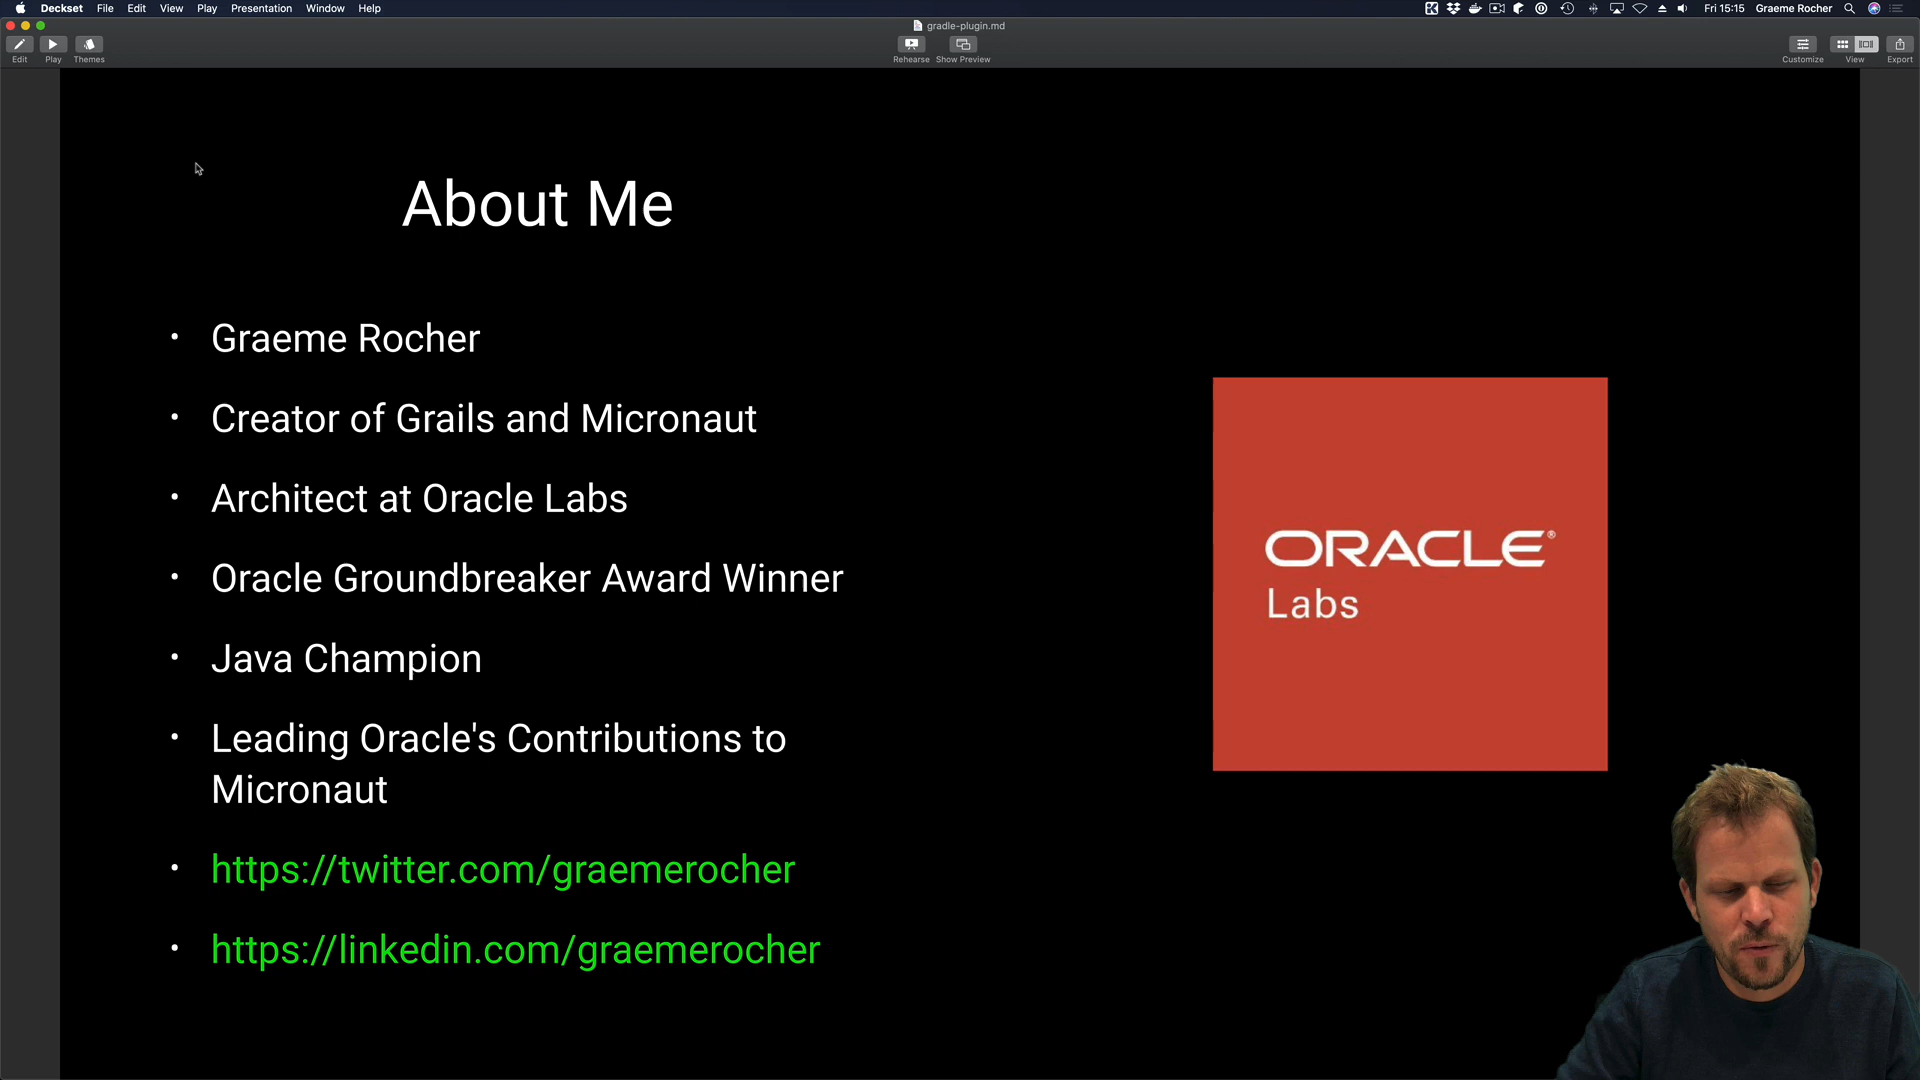 Deckset File Edit View Play Presentation Window Help
Fri 15:15 Graeme Rocher
gradle-plugin.md
Edit Play Themes
Rehearse Show Preview
Customize View Export
About Me
• Graeme Rocher
• Creator of Grails and Micronaut
• Architect at Oracle Labs
• Oracle Groundbreaker Award Winner
• Java Champion
• Leading Oracle's Contributions to
Micronaut
• https://twitter.com/graemerocher
• https://linkedin.com/graemerocher
ORACLE®
Labs